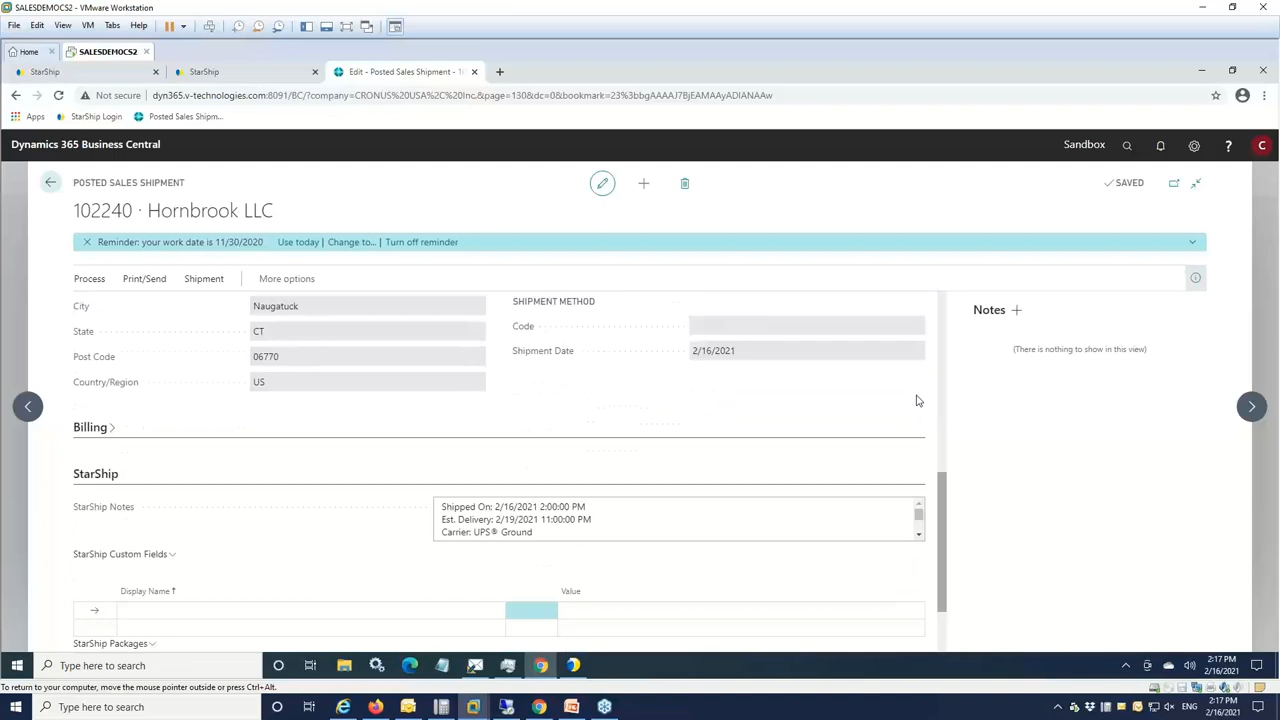 SALESDEMOCS2 - VMware Workstation
File Edit View VM Tabs Help
Home SALESDEMOCS2
StarShip StarShip Edit - Posted Sales Shipment - 1
Not secure dyn365.v-technologies.com:8091/BC/?company=CRONUS%20USA%2C%20Inc.&page=130&dc=0&bookmark=23%3bbgAAAAJ7BjEAMAAyADIANAAw
Apps StarShip Login Posted Sales Shipm...
Dynamics 365 Business Central Sandbox ? C
POSTED SALES SHIPMENT SAVED
102240 · Hornbrook LLC
Reminder: your work date is 11/30/2020 Use today | Change to... | Turn off reminder
Process Print/Send Shipment More options
City Naugatuck SHIPMENT METHOD Notes
State CT Code (There is nothing to show in this view)
Post Code 06770 Shipment Date 2/16/2021
Country/Region US
Billing
StarShip
StarShip Notes Shipped On: 2/16/2021 2:00:00 PM
Est. Delivery: 2/19/2021 11:00:00 PM
Carrier: UPS® Ground
StarShip Custom Fields
Display Name Value
StarShip Packages
Type here to search 2:17 PM
2/16/2021
To return to your computer, move the mouse pointer outside or press Ctrl+Alt.
Type here to search ENG 2:17 PM
2/16/2021